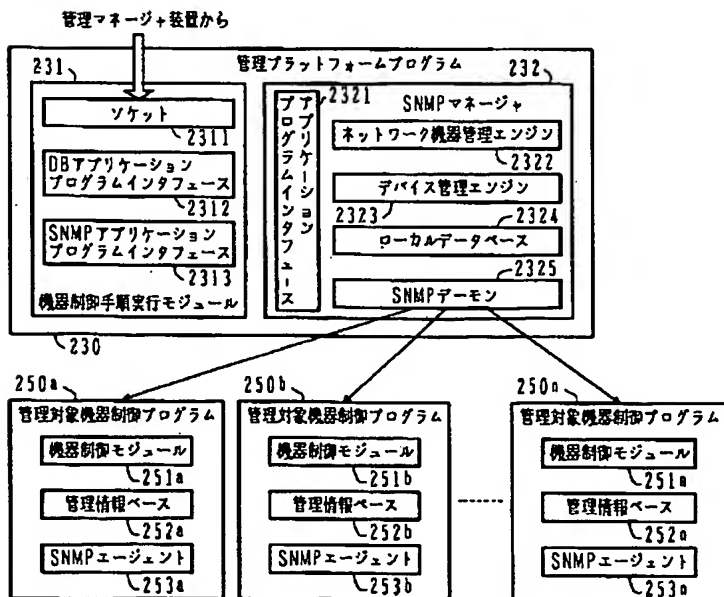 管理マネージャ装置から
管理プラットフォームプログラム
231
232
ソケット
2311
DBアプリケーション
プログラムインタフェース
2312
SNMPアプリケーション
プログラムインタフェース
2313
機器制御手順実行モジュール
アプリケーション
プログラムインタフェース
2321
SNMPマネージャ
ネットワーク機器管理エンジン
2322
デバイス管理エンジン
2323
2324
ローカルデータベース
2325
SNMPデーモン
230
250a
管理対象機器制御プログラム
機器制御モジュール
251a
管理情報ベース
252a
SNMPエージェント
253a
250b
管理対象機器制御プログラム
機器制御モジュール
251b
管理情報ベース
252b
SNMPエージェント
253b
250n
管理対象機器制御プログラム
機器制御モジュール
251n
管理情報ベース
252n
SNMPエージェント
253n